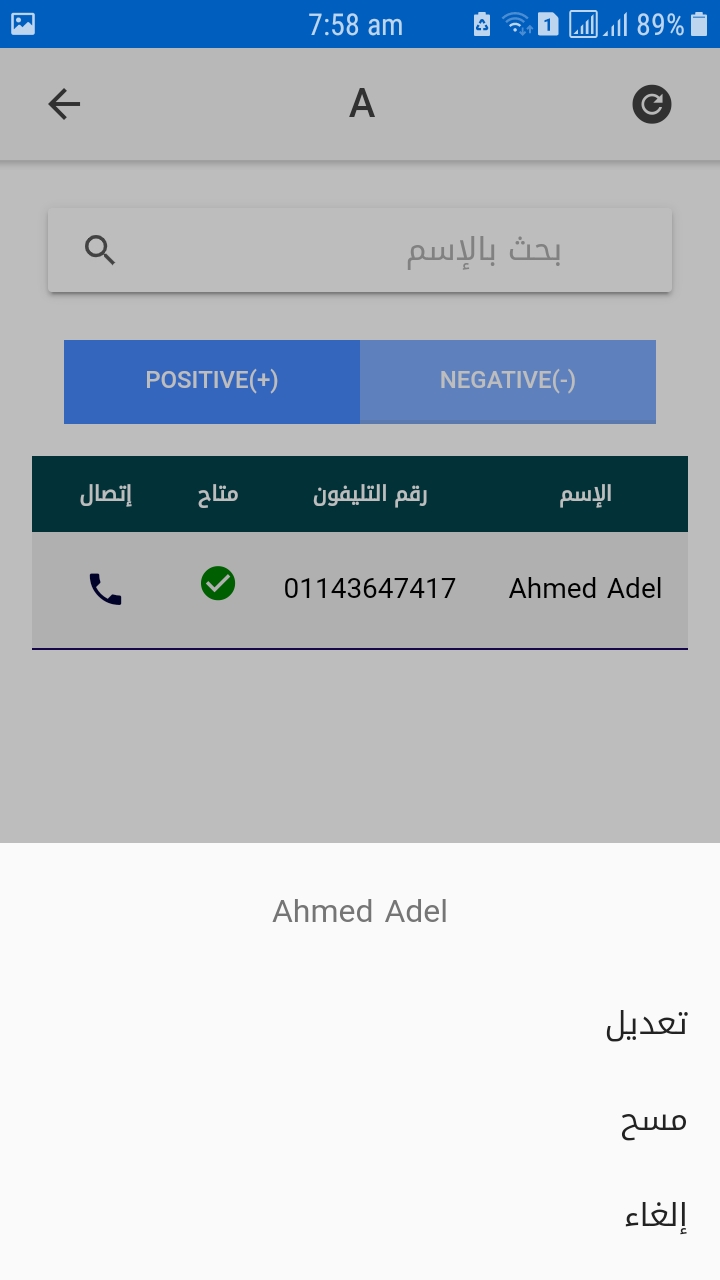 7:58 am 1 89%
A
بحث بالإسم
POSITIVE(+) NEGATIVE(-)
الإسم رقم التليفون متاح إتصال
Ahmed Adel 01143647417
Ahmed Adel
تعديل
مسح
إلغاء